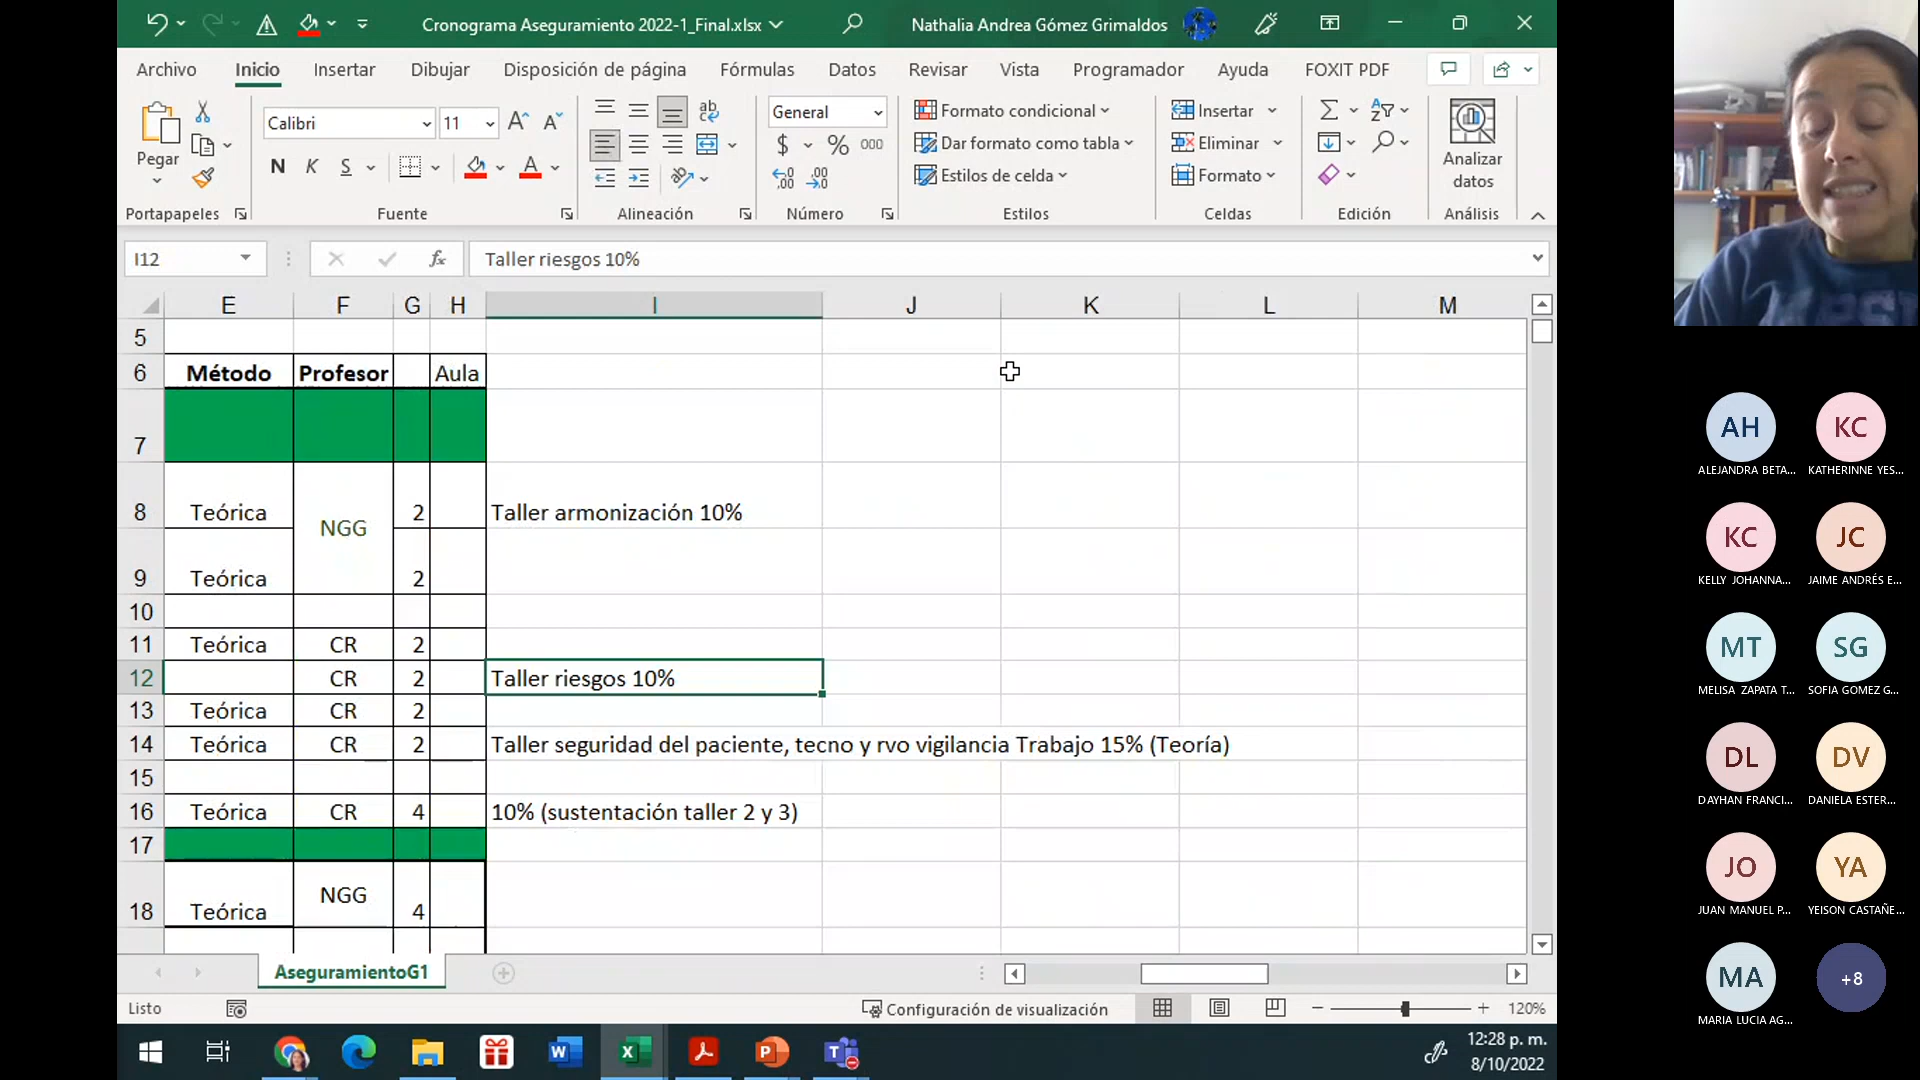 Cronograma Aseguramiento 2022-1_Final.xlsx
Nathalia Andrea Gómez Grimaldos
Archivo Inicio Insertar Dibujar Disposición de página Fórmulas Datos Revisar Vista Programador Ayuda FOXIT PDF
Pegar
Calibri 11
N K S
General
$ % 000
Formato condicional
Dar formato como tabla
Estilos de celda
Insertar
Eliminar
Formato
Analizar datos
Portapapeles Fuente Alineación Número Estilos Celdas Edición Análisis
I12 fx Taller riesgos 10%
E F G H I J K L M
5
6 Método Profesor Aula
7
8 Teórica NGG 2 Taller armonización 10%
9 Teórica 2
10
11 Teórica CR 2
12 CR 2 Taller riesgos 10%
13 Teórica CR 2
14 Teórica CR 2 Taller seguridad del paciente, tecno y rvo vigilancia Trabajo 15% (Teoría)
15
16 Teórica CR 4 10% (sustentación taller 2 y 3)
17
18 Teórica NGG 4
AseguramientoG1
Listo Configuración de visualización 120%
12:28 p. m.
8/10/2022
AH KC
ALEJANDRA BETA... KATHERINNE YES...
KC JC
KELLY JOHANNA... JAIME ANDRÉS E...
MT SG
MELISA ZAPATA T... SOFIA GOMEZ G...
DL DV
DAYHAN FRANCI... DANIELA ESTER...
JO YA
JUAN MANUEL P... YEISON CASTAÑE...
MA +8
MARIA LUCIA AG...